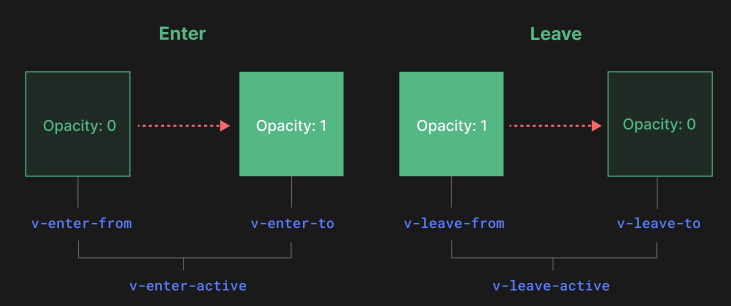 Enter
Leave
Opacity: 0
Opacity: 1
Opacity: 1
Opacity: 0
v-enter-from
v-enter-to
v-leave-from
v-leave-to
v-enter-active
v-leave-active